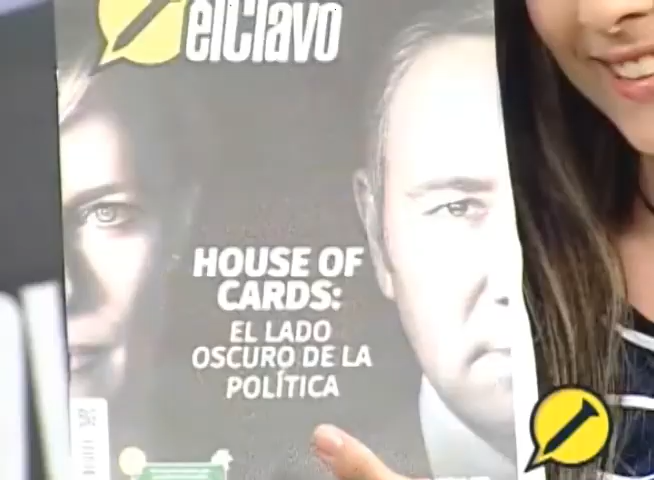 elClavo
HOUSE OF
CARDS:
EL LADO
OSCURO DE LA
POLÍTICA